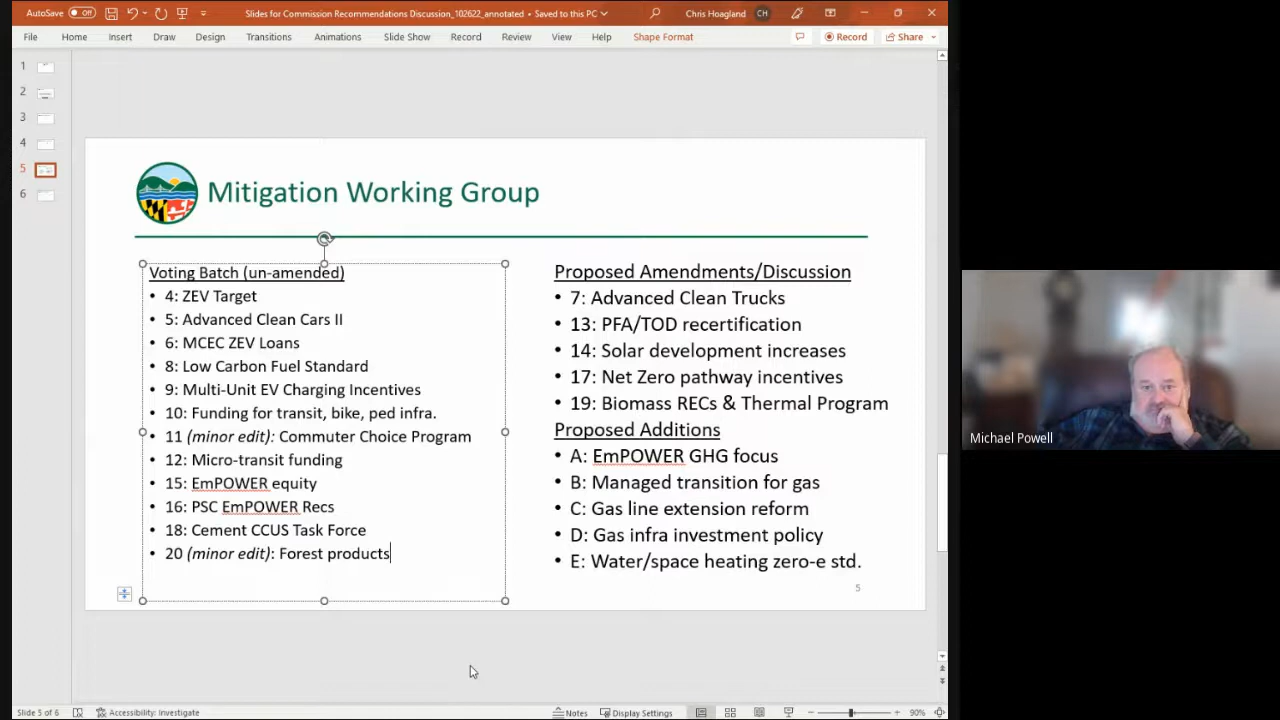 AutoSave Off Slides for Commission Recommendations Discussion_102622_annotated • Saved to this PC Chris Hoagland CH
File Home Insert Draw Design Transitions Animations Slide Show Record Review View Help Shape Format Record Share
1
2
3
4
5
6
Mitigation Working Group
Voting Batch (un-amended)
• 4: ZEV Target
• 5: Advanced Clean Cars II
• 6: MCEC ZEV Loans
• 8: Low Carbon Fuel Standard
• 9: Multi-Unit EV Charging Incentives
• 10: Funding for transit, bike, ped infra.
• 11 (minor edit): Commuter Choice Program
• 12: Micro-transit funding
• 15: EmPOWER equity
• 16: PSC EmPOWER Recs
• 18: Cement CCUS Task Force
• 20 (minor edit): Forest products
Proposed Amendments/Discussion
• 7: Advanced Clean Trucks
• 13: PFA/TOD recertification
• 14: Solar development increases
• 17: Net Zero pathway incentives
• 19: Biomass RECs & Thermal Program
Proposed Additions
• A: EmPOWER GHG focus
• B: Managed transition for gas
• C: Gas line extension reform
• D: Gas infra investment policy
• E: Water/space heating zero-e std.
5
Michael Powell
Slide 5 of 6 Accessibility: Investigate Notes Display Settings 90%